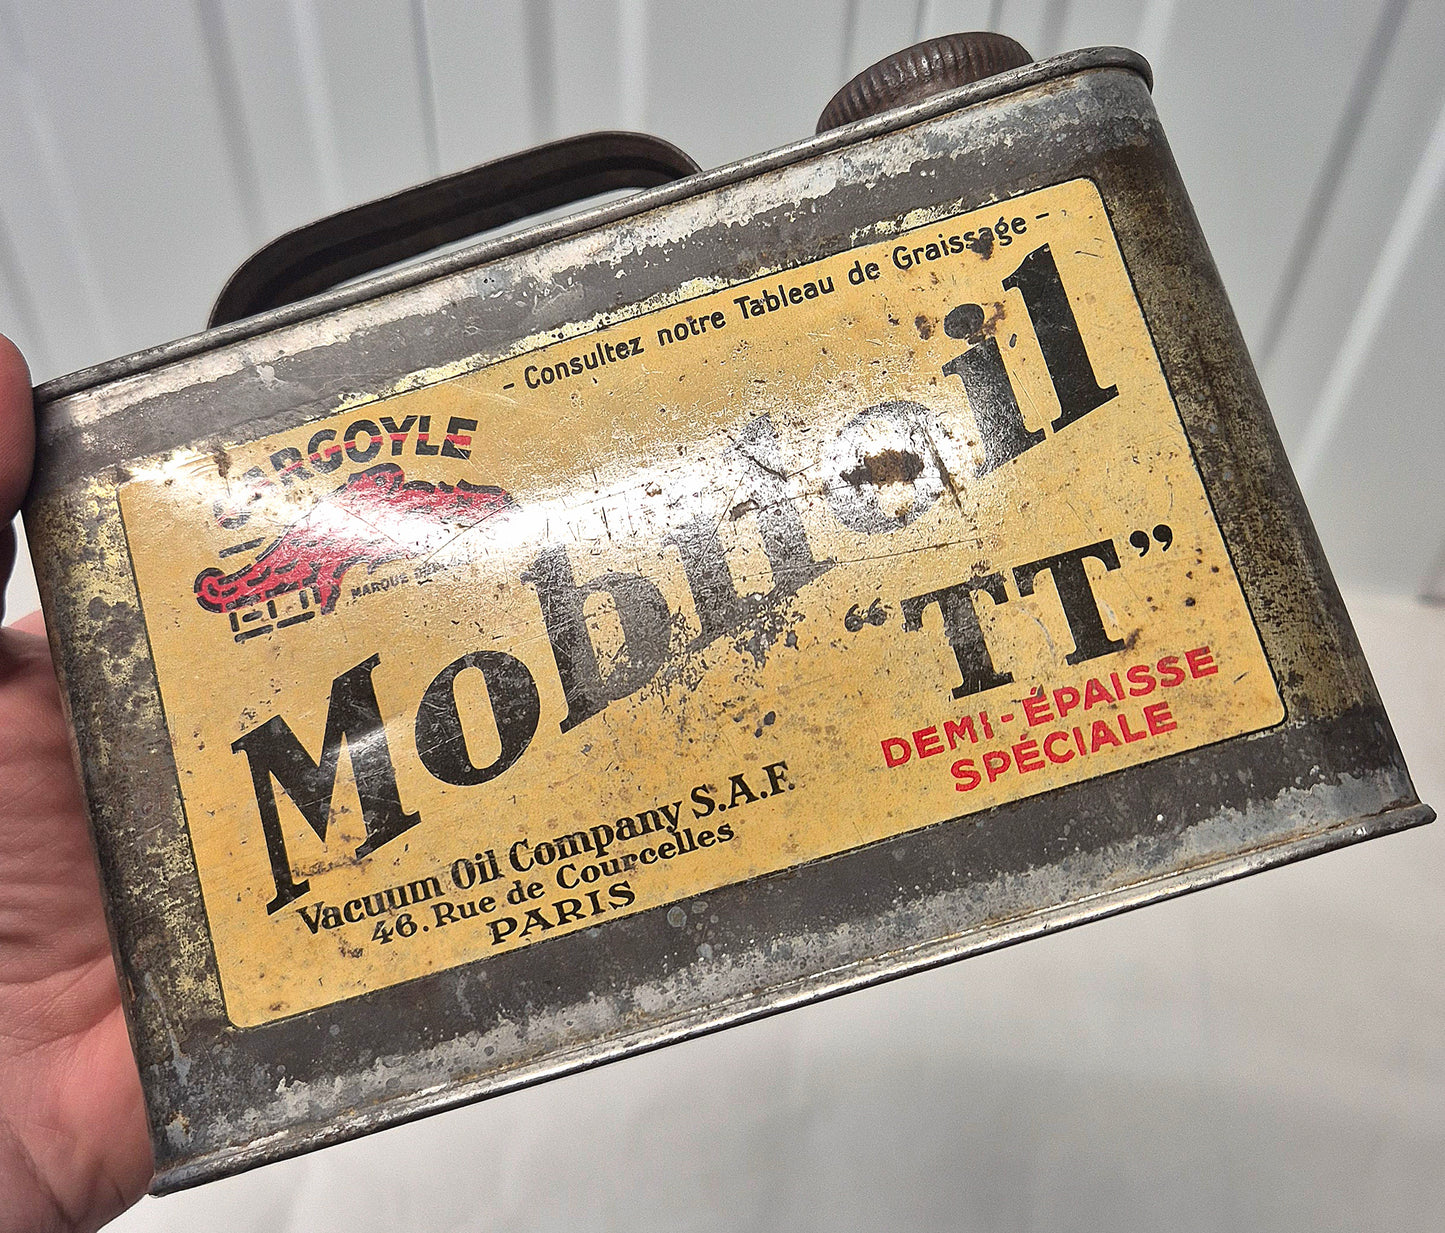 - Consultez notre Tableau de Graissage -
GARGOYLE
MARQUE
Mobiloil
“TT”
DEMI-ÉPAISSE
SPÉCIALE
Vacuum Oil Company S.A.F.
46. Rue de Courcelles
PARIS